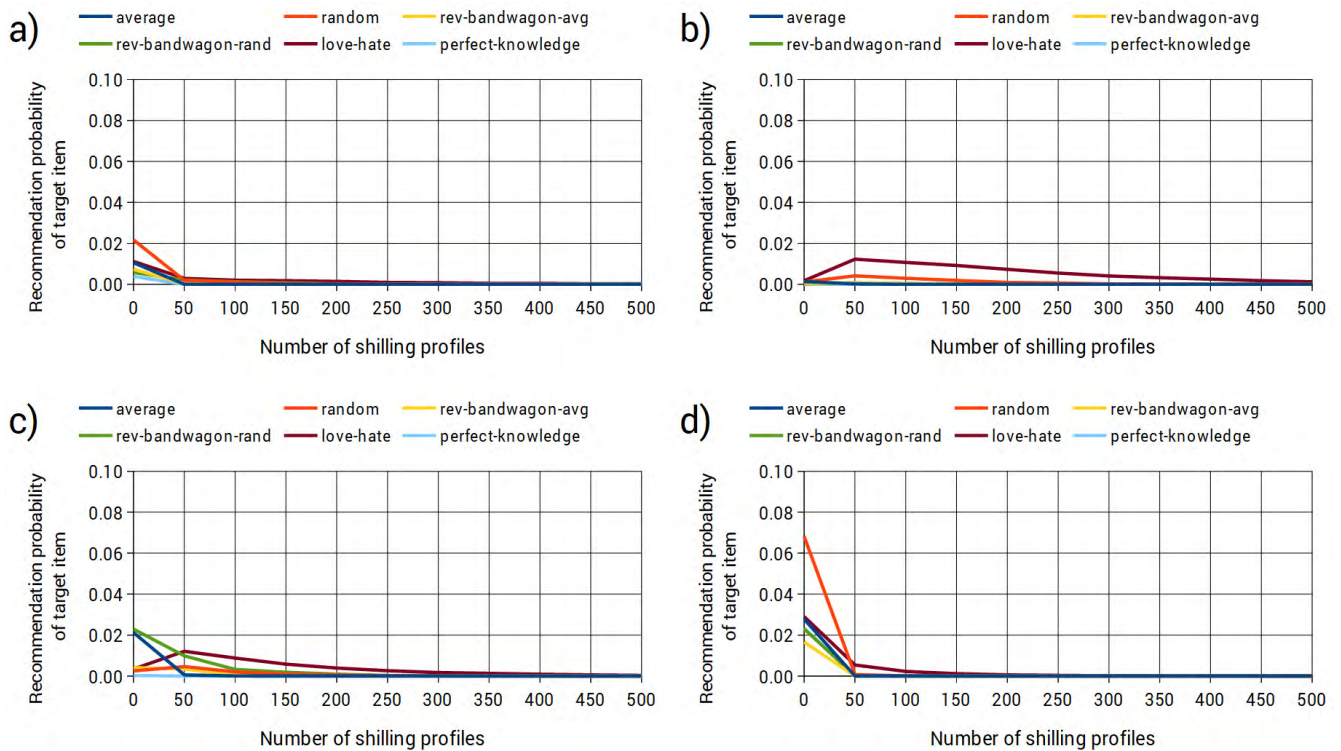 a)
average random rev-bandwagon-avg
rev-bandwagon-rand love-hate perfect-knowledge
Recommendation probability
of target item
0.10
0.08
0.06
0.04
0.02
0.00
0 50 100 150 200 250 300 350 400 450 500
Number of shilling profiles
b)
average random rev-bandwagon-avg
rev-bandwagon-rand love-hate perfect-knowledge
Recommendation probability
of target item
0.10
0.08
0.06
0.04
0.02
0.00
0 50 100 150 200 250 300 350 400 450 500
Number of shilling profiles
c)
average random rev-bandwagon-avg
rev-bandwagon-rand love-hate perfect-knowledge
Recommendation probability
of target item
0.10
0.08
0.06
0.04
0.02
0.00
0 50 100 150 200 250 300 350 400 450 500
Number of shilling profiles
d)
average random rev-bandwagon-avg
rev-bandwagon-rand love-hate perfect-knowledge
Recommendation probability
of target item
0.10
0.08
0.06
0.04
0.02
0.00
0 50 100 150 200 250 300 350 400 450 500
Number of shilling profiles